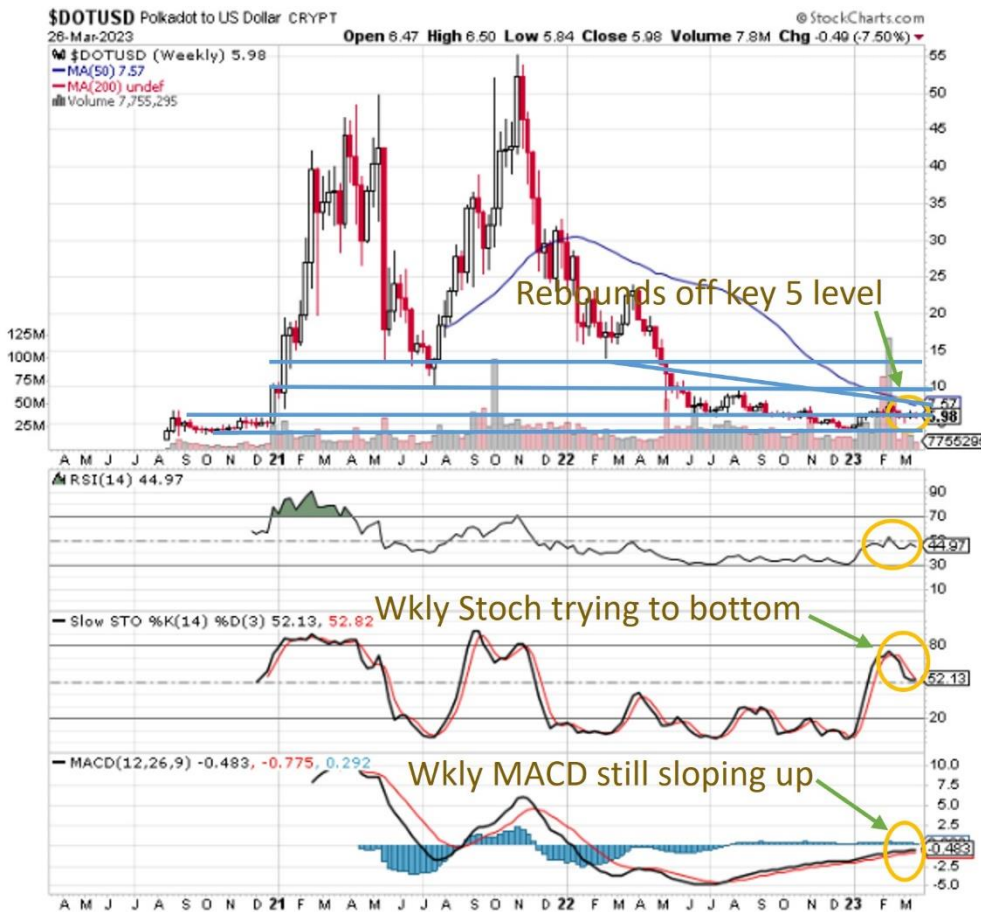 $DOTUSD Polkadot to US Dollar CRYPT © StockCharts.com
26-Mar-2023 Open 6.47 High 6.50 Low 5.84 Close 5.98 Volume 7.8M Chg -0.49 (-7.50%)
$DOTUSD (Weekly) 5.98
MA(50) 7.57
MA(200) undef
Volume 7,755,295
55
50
45
40
35
30
25
Rebounds off key 5 level
20
125M
15
100M
75M
10
50M
7.57
5.98
25M
7755295
A M J J A S O N D 21 F M A M J J A S O N D 22 F M A M J J A S O N D 23 F M
RSI(14) 44.97
90
70
50
44.97
30
10
Wkly Stoch trying to bottom
Slow STO %K(14) %D(3) 52.13, 52.82
80
52.13
20
MACD(12,26,9) -0.483, -0.775, 0.292
10.0
Wkly MACD still sloping up
7.5
5.0
2.5
-0.483
-2.5
-5.0
A M J J A S O N D 21 F M A M J J A S O N D 22 F M A M J J A S O N D 23 F M